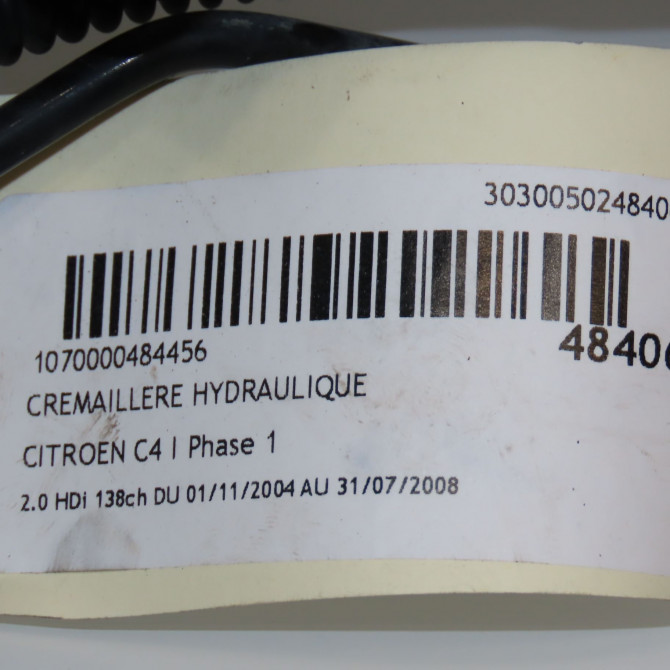 303005024840
1070000484456
48406
CREMAILLERE HYDRAULIQUE
CITROEN C4 I Phase 1
2.0 HDi 138ch DU 01/11/2004 AU 31/07/2008